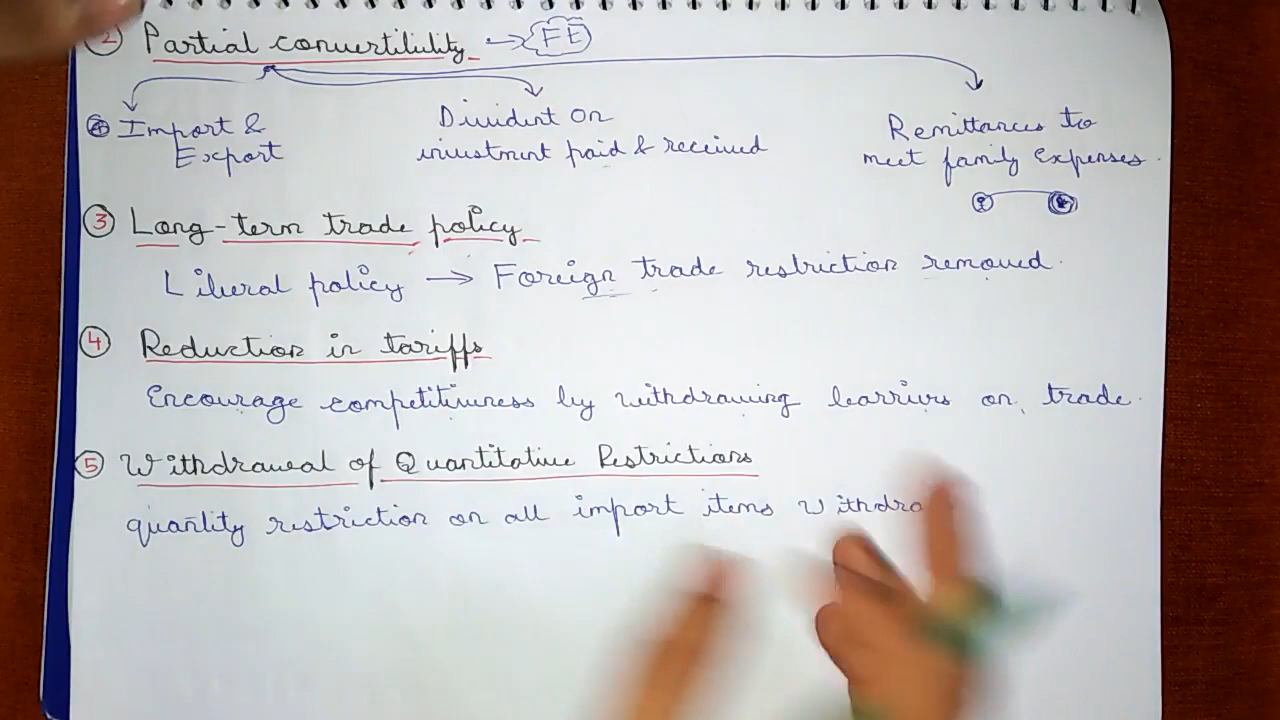 ② Partial convertibility → FE
Import &
Export
Divident on
investment paid & received
Remittances to
meet family expenses.
③ Long-term trade policy
Liberal policy → Foreign trade restriction removed.
④ Reduction in tariffs
Encourage competitiveness by withdrawing barriers on trade.
⑤ Withdrawal of Quantitative Restrictions
quantity restriction on all import items withdra